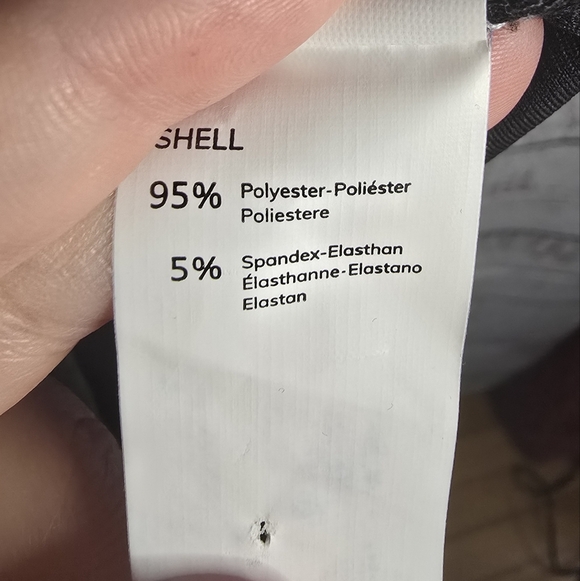 SHELL
95% Polyester-Poliéster
Poliestere
5% Spandex-Elasthan
Élasthanne-Elastano
Elastan